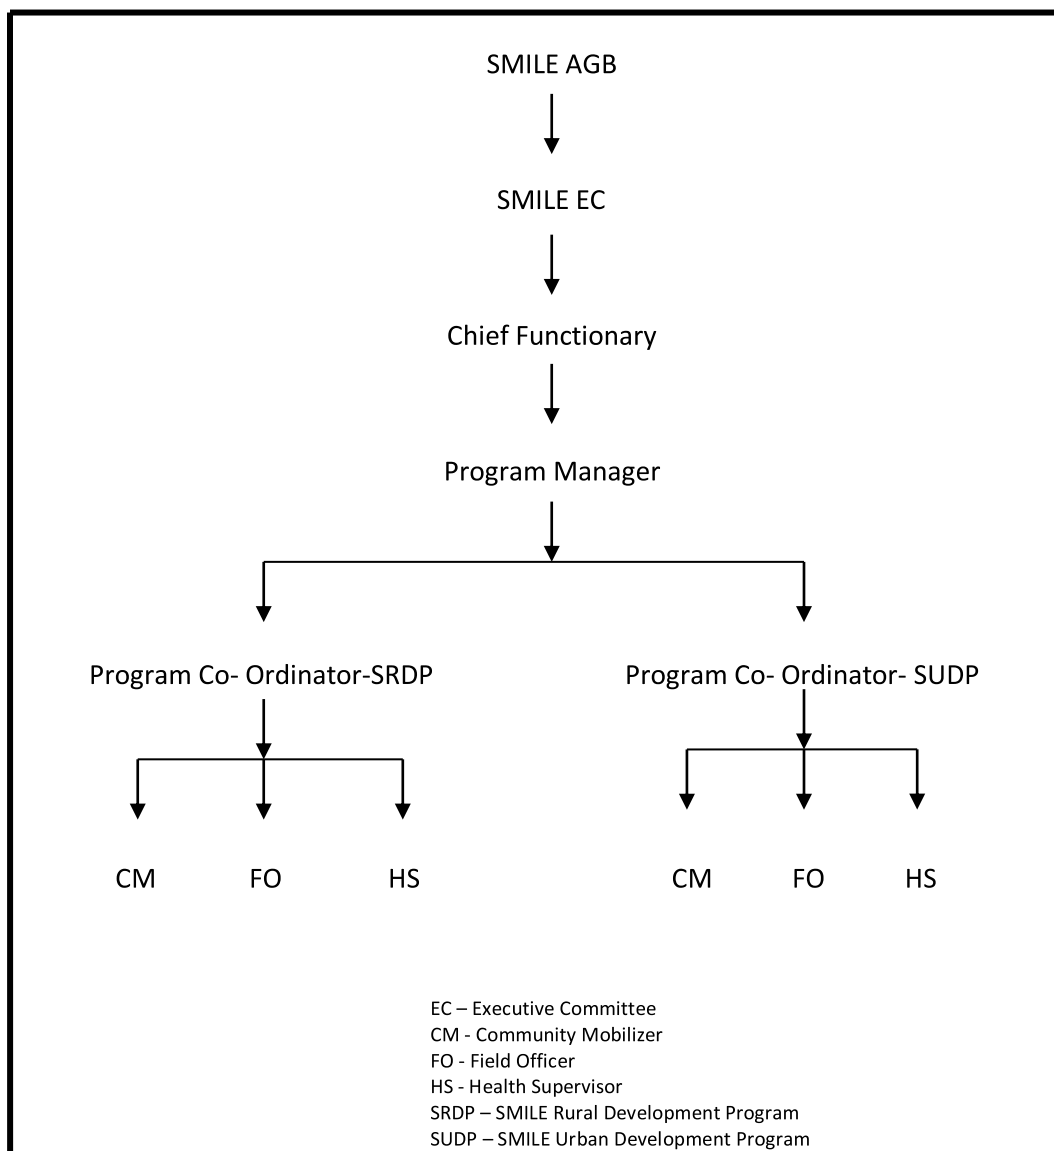 SMILE AGB
SMILE EC
Chief Functionary
Program Manager
Program Co- Ordinator-SRDP
Program Co- Ordinator- SUDP
CM FO HS
CM FO HS
EC – Executive Committee
CM - Community Mobilizer
FO - Field Officer
HS - Health Supervisor
SRDP – SMILE Rural Development Program
SUDP – SMILE Urban Development Program